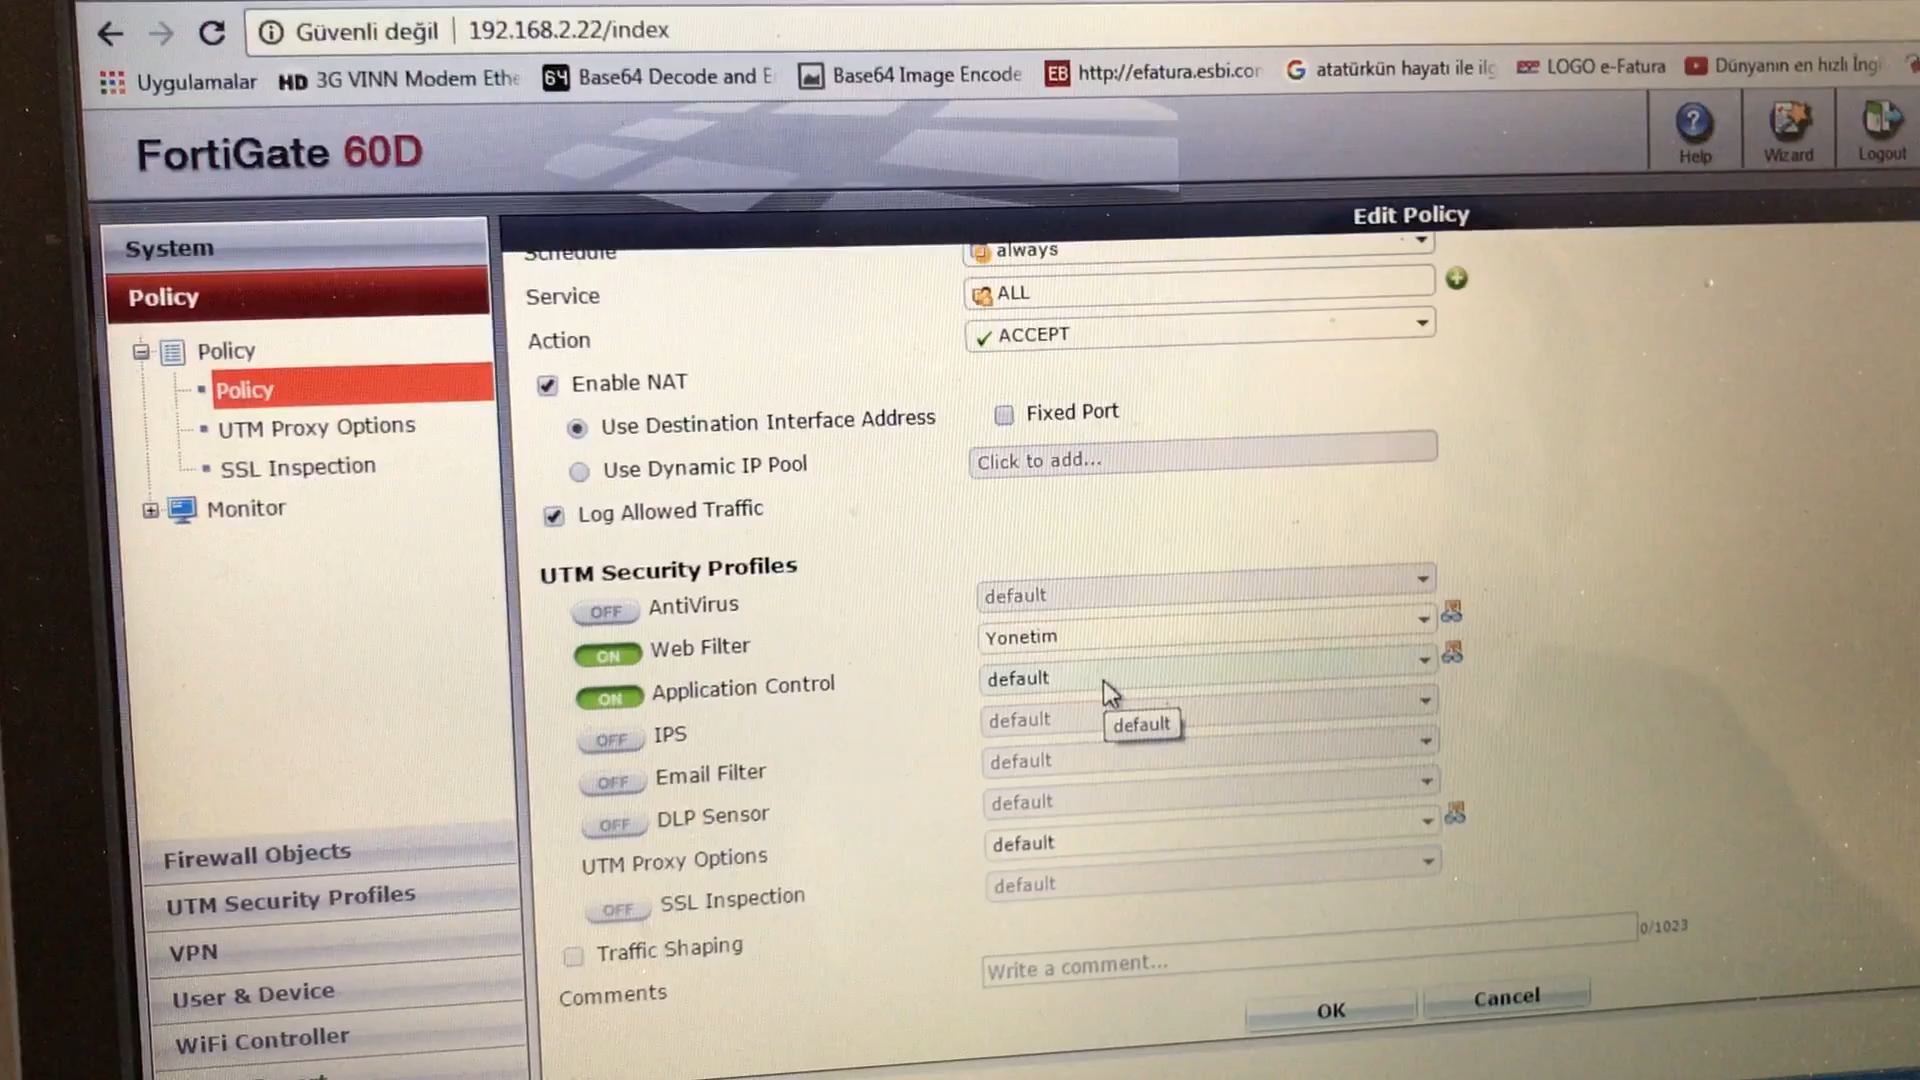 Güvenli değil | 192.168.2.22/index
Uygulamalar HD 3G VINN Modem Ethe 64 Base64 Decode and E Base64 Image Encode EB http://efatura.esbi.cor G atatürkün hayatı ile ilg LOGO e-Fatura Dünyanın en hızlı İngi
FortiGate 60D
Help Wizard Logout
Edit Policy
System
Policy
Policy
Policy
UTM Proxy Options
SSL Inspection
Monitor
Firewall Objects
UTM Security Profiles
VPN
User & Device
WiFi Controller
Schedule always
Service ALL
Action ACCEPT
Enable NAT
Use Destination Interface Address Fixed Port
Use Dynamic IP Pool Click to add...
Log Allowed Traffic
UTM Security Profiles
OFF AntiVirus default
ON Web Filter Yonetim
ON Application Control default
OFF IPS default
default
OFF Email Filter default
OFF DLP Sensor default
UTM Proxy Options default
OFF SSL Inspection default
Traffic Shaping
Comments Write a comment... 0/1023
OK Cancel